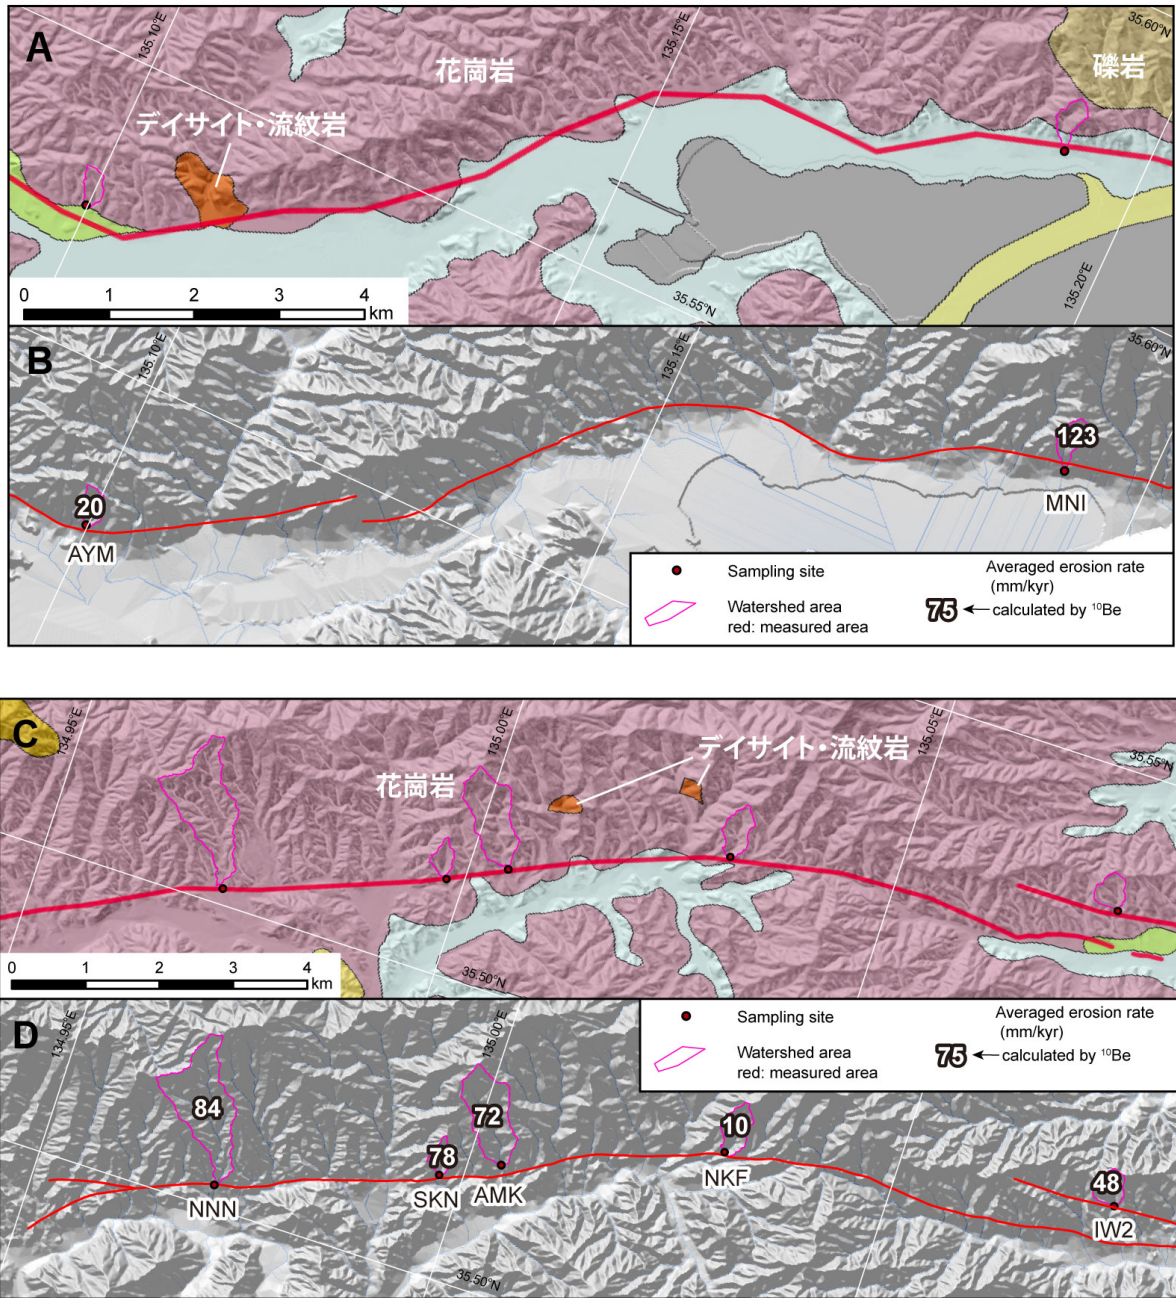 A
135.10°E
135.15°E
35.60°N
花崗岩
礫岩
デイサイト・流紋岩
35.55°N
135.20°E
0 1 2 3 4
km
B
135.10°E
135.15°E
35.60°N
123
20
MNI
AYM
Sampling site
Watershed area
red: measured area
Averaged erosion rate
(mm/kyr)
75
calculated by ¹⁰Be
C
134.95°E
135.00°E
135.05°E
デイサイト・流紋岩
35.55°N
花崗岩
0 1 2 3 4
km
35.50°N
D
134.95°E
135.00°E
Sampling site
Watershed area
red: measured area
Averaged erosion rate
(mm/kyr)
75
calculated by ¹⁰Be
84
72
10
78
48
NNN
SKN
AMK
NKF
IW2
35.50°N